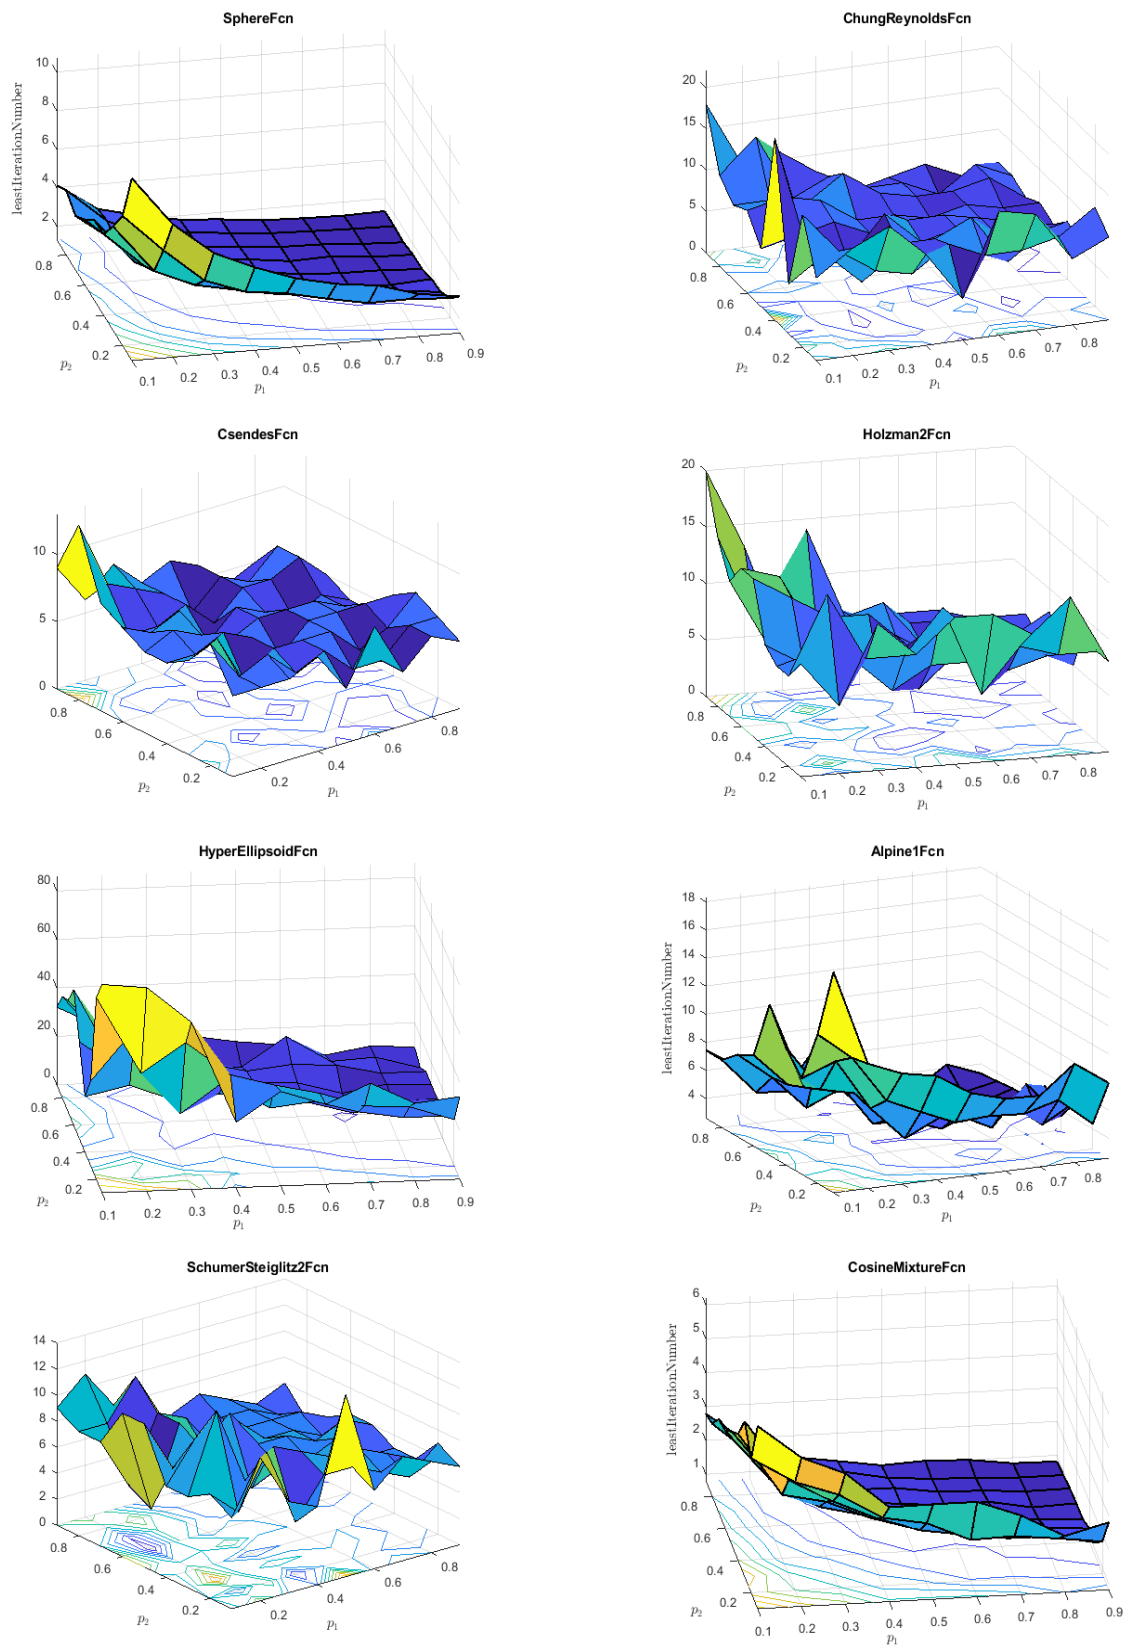 SphereFcn
10
8
6
4
2
leastIterationNumber
0.8
0.6
0.4
0.2
p2
0.1 0.2 0.3 0.4 0.5 0.6 0.7 0.8 0.9
p1
ChungReynoldsFcn
20
15
10
5
0
0.8
0.6
0.4
0.2
p2
0.1 0.2 0.3 0.4 0.5 0.6 0.7 0.8
p1
CsendesFcn
10
5
0
0.8
0.6
0.4
0.2
p2
0.2 0.4 0.6 0.8
p1
Holzman2Fcn
20
15
10
5
0
0.8
0.6
0.4
0.2
p2
0.1 0.2 0.3 0.4 0.5 0.6 0.7 0.8
p1
HyperEllipsoidFcn
80
60
40
20
0
0.8
0.6
0.4
0.2
p2
0.1 0.2 0.3 0.4 0.5 0.6 0.7 0.8 0.9
p1
Alpine1Fcn
18
16
14
12
10
8
6
4
leastIterationNumber
0.8
0.6
0.4
0.2
p2
0.1 0.2 0.3 0.4 0.5 0.6 0.7 0.8
p1
SchumerSteiglitz2Fcn
14
12
10
8
6
4
2
0
0.8
0.6
0.4
0.2
p2
0.2 0.4 0.6 0.8
p1
CosineMixtureFcn
6
5
4
3
2
1
leastIterationNumber
0.8
0.6
0.4
0.2
p2
0.1 0.2 0.3 0.4 0.5 0.6 0.7 0.8 0.9
p1